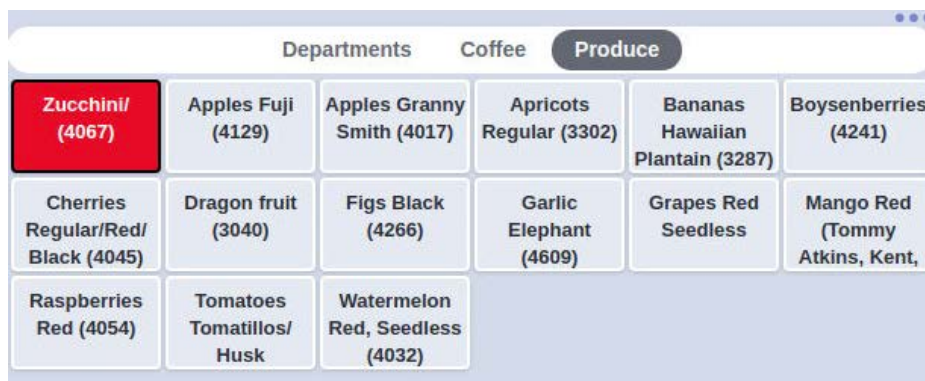 Departments Coffee Produce
Zucchini/
(4067)
Apples Fuji
(4129)
Apples Granny
Smith (4017)
Apricots
Regular (3302)
Bananas
Hawaiian
Plantain (3287)
Boysenberries
(4241)
Cherries
Regular/Red/
Black (4045)
Dragon fruit
(3040)
Figs Black
(4266)
Garlic
Elephant
(4609)
Grapes Red
Seedless
Mango Red
(Tommy
Atkins, Kent,
Raspberries
Red (4054)
Tomatoes
Tomatillos/
Husk
Watermelon
Red, Seedless
(4032)